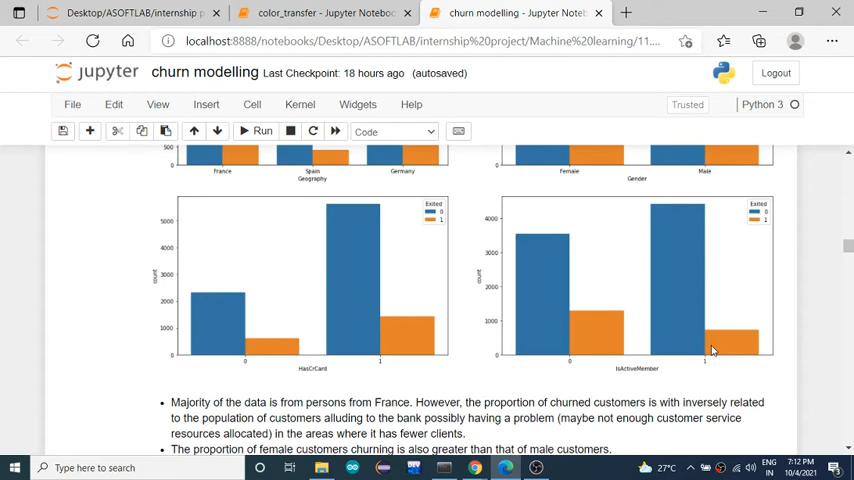 Desktop/ASOFTLAB/internship p
color_transfer - Jupyter Noteboo
churn modelling - Jupyter Noteb
localhost:8888/notebooks/Desktop/ASOFTLAB/internship%20project/Machine%20learning/11....
jupyter churn modelling Last Checkpoint: 18 hours ago (autosaved)
Logout
File Edit View Insert Cell Kernel Widgets Help
Trusted
Python 3
Run
Code
500
0
France Spain Germany
Geography
0
Female Male
Gender
Exited
0
1
5000
4000
3000
2000
1000
0
count
0 1
HasCrCard
Exited
0
1
4000
3000
2000
1000
0
count
0 1
IsActiveMember
• Majority of the data is from persons from France. However, the proportion of churned customers is with inversely related
to the population of customers alluding to the bank possibly having a problem (maybe not enough customer service
resources allocated) in the areas where it has fewer clients.
• The proportion of female customers churning is also greater than that of male customers.
Type here to search
DEV
27°C
ENG
IN
7:12 PM
10/4/2021
3